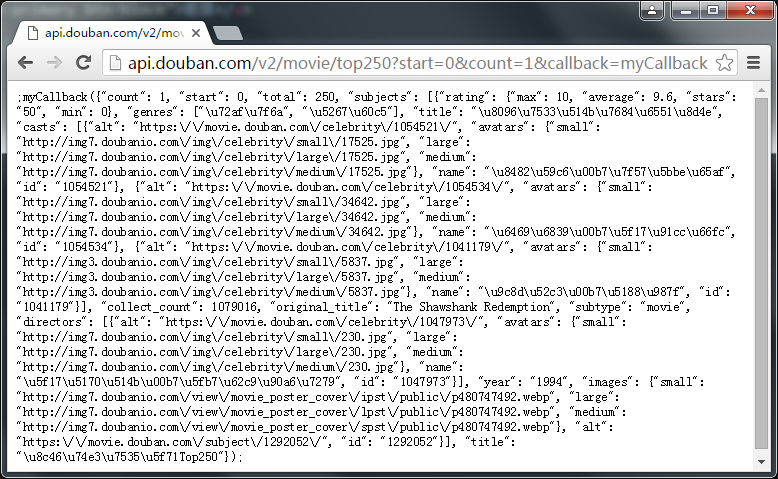 api.douban.com/v2/mov
api.douban.com/v2/movie/top250?start=0&count=1&callback=myCallback
;myCallback({"count": 1, "start": 0, "total": 250, "subjects": [{"rating": {"max": 10, "average": 9.6, "stars":
"50", "min": 0}, "genres": ["\u72af\u7f6a", "\u5267\u60c5"], "title": "\u8096\u7533\u514b\u7684\u6551\u8d4e",
"casts": [{"alt": "https:\/\/movie.douban.com\/celebrity\/1054521\/", "avatars": {"small":
"http://img7.doubanio.com\/img\/celebrity\/small\/17525.jpg", "large":
"http://img7.doubanio.com\/img\/celebrity\/large\/17525.jpg", "medium":
"http://img7.doubanio.com\/img\/celebrity\/medium\/17525.jpg"}, "name": "\u8482\u59c6\u00b7\u7f57\u5bbe\u65af",
"id": "1054521"}, {"alt": "https:\/\/movie.douban.com\/celebrity\/1054534\/", "avatars": {"small":
"http://img7.doubanio.com\/img\/celebrity\/small\/34642.jpg", "large":
"http://img7.doubanio.com\/img\/celebrity\/large\/34642.jpg", "medium":
"http://img7.doubanio.com\/img\/celebrity\/medium\/34642.jpg"}, "name": "\u6469\u6839\u00b7\u5f17\u91cc\u66fc",
"id": "1054534"}, {"alt": "https:\/\/movie.douban.com\/celebrity\/1041179\/", "avatars": {"small":
"http://img3.doubanio.com\/img\/celebrity\/small\/5837.jpg", "large":
"http://img3.doubanio.com\/img\/celebrity\/large\/5837.jpg", "medium":
"http://img3.doubanio.com\/img\/celebrity\/medium\/5837.jpg"}, "name": "\u9c8d\u52c3\u00b7\u5188\u987f", "id":
"1041179"}], "collect_count": 1079016, "original_title": "The Shawshank Redemption", "subtype": "movie",
"directors": [{"alt": "https:\/\/movie.douban.com\/celebrity\/1047973\/", "avatars": {"small":
"http://img7.doubanio.com\/img\/celebrity\/small\/230.jpg", "large":
"http://img7.doubanio.com\/img\/celebrity\/large\/230.jpg", "medium":
"http://img7.doubanio.com\/img\/celebrity\/medium\/230.jpg"}, "name":
"\u5f17\u5170\u514b\u00b7\u5fb7\u62c9\u90a6\u7279", "id": "1047973"}], "year": "1994", "images": {"small":
"http://img7.doubanio.com\/view\/movie_poster_cover\/ipst\/public\/p480747492.webp", "large":
"http://img7.doubanio.com\/view\/movie_poster_cover\/lpst\/public\/p480747492.webp", "medium":
"http://img7.doubanio.com\/view\/movie_poster_cover\/spst\/public\/p480747492.webp"}, "alt":
"https:\/\/movie.douban.com\/subject\/1292052\/", "id": "1292052"}], "title":
"\u8c46\u74e3\u7535\u5f71Top250"});